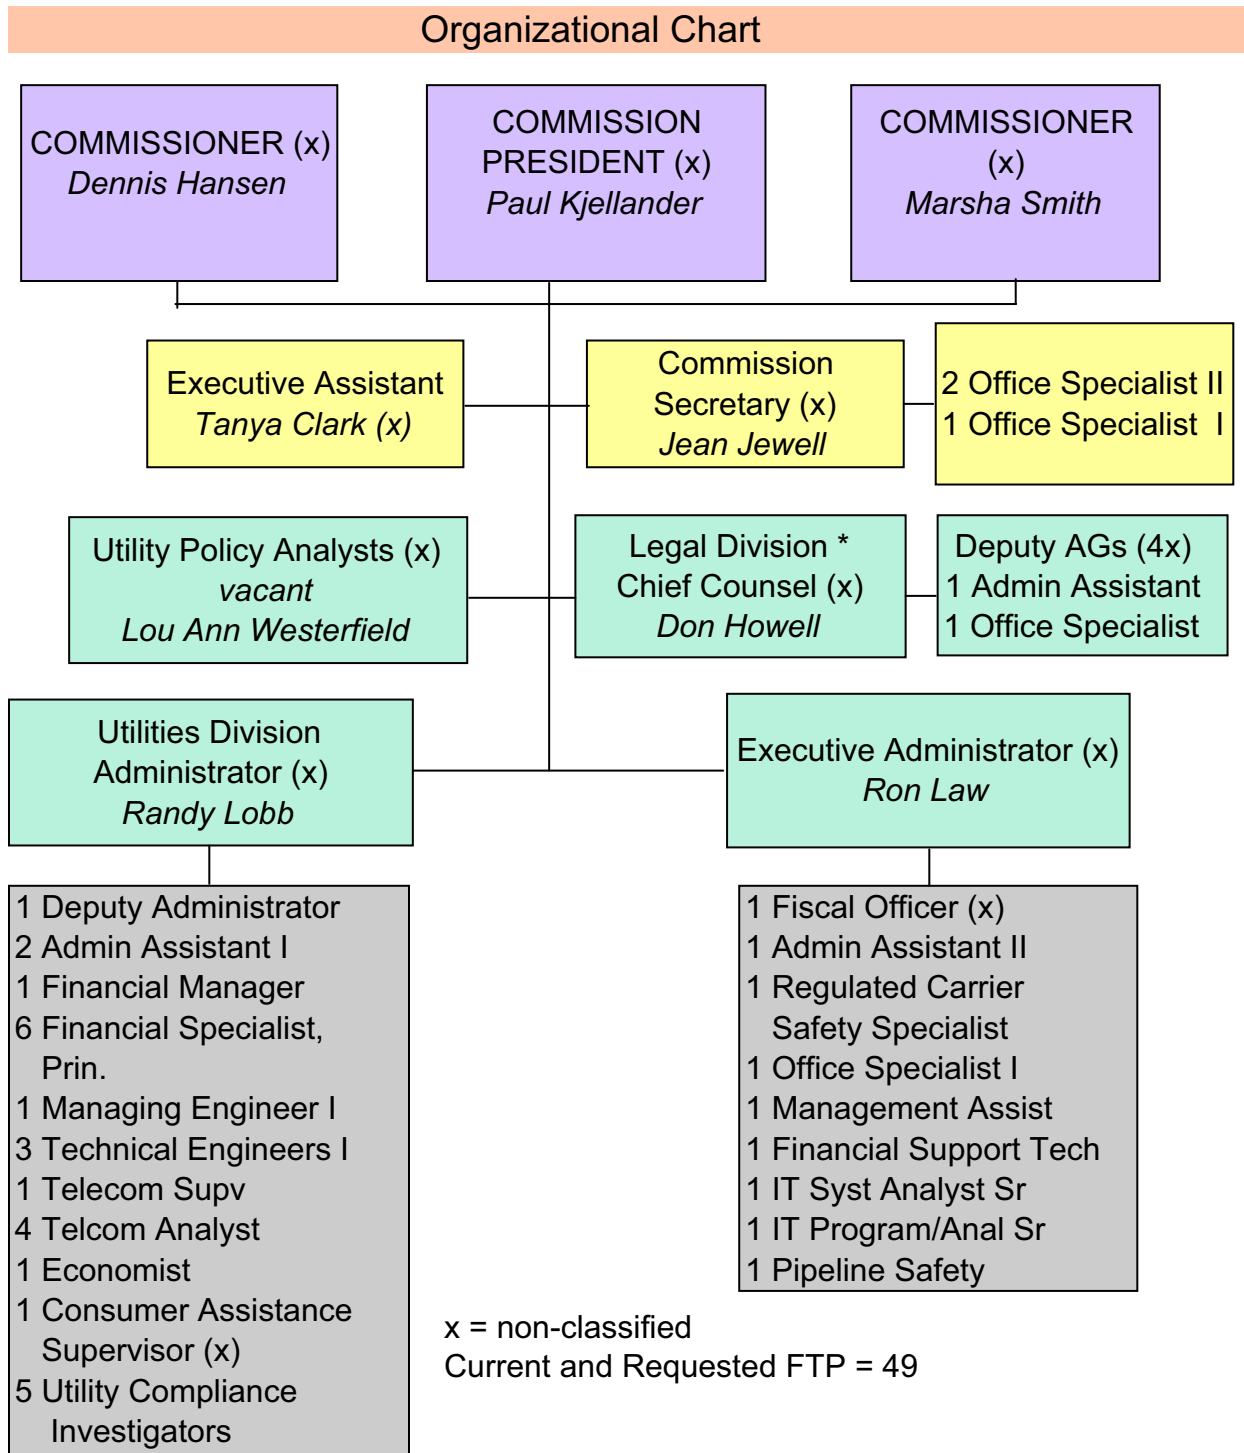 Organizational Chart
COMMISSIONER (x)
Dennis Hansen
COMMISSION
PRESIDENT (x)
Paul Kjellander
COMMISSIONER
(x)
Marsha Smith
Executive Assistant
Tanya Clark (x)
Commission
Secretary (x)
Jean Jewell
2 Office Specialist II
1 Office Specialist I
Utility Policy Analysts (x)
vacant
Lou Ann Westerfield
Legal Division *
Chief Counsel (x)
Don Howell
Deputy AGs (4x)
1 Admin Assistant
1 Office Specialist
Utilities Division
Administrator (x)
Randy Lobb
Executive Administrator (x)
Ron Law
1 Deputy Administrator
2 Admin Assistant I
1 Financial Manager
6 Financial Specialist,
Prin.
1 Managing Engineer I
3 Technical Engineers I
1 Telecom Supv
4 Telcom Analyst
1 Economist
1 Consumer Assistance
Supervisor (x)
5 Utility Compliance
Investigators
1 Fiscal Officer (x)
1 Admin Assistant II
1 Regulated Carrier
Safety Specialist
1 Office Specialist I
1 Management Assist
1 Financial Support Tech
1 IT Syst Analyst Sr
1 IT Program/Anal Sr
1 Pipeline Safety
x = non-classified
Current and Requested FTP = 49